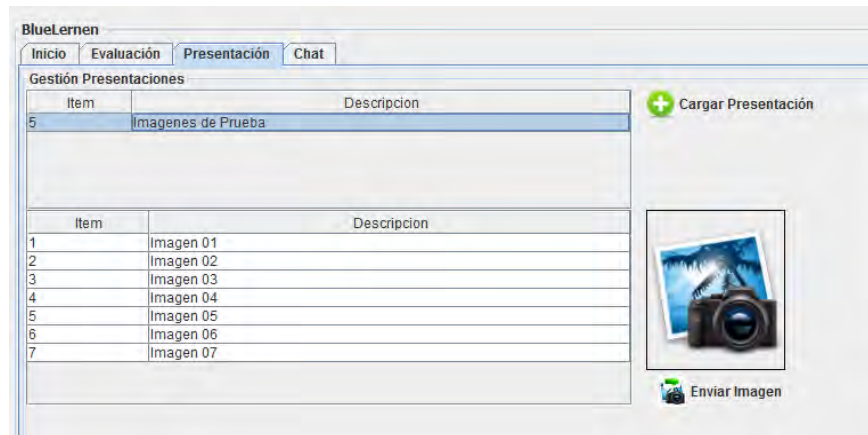 BlueLernen
Inicio Evaluación Presentación Chat
Gestión Presentaciones
Item Descripcion
5 Imagenes de Prueba
Cargar Presentación
Item Descripcion
1 Imagen 01
2 Imagen 02
3 Imagen 03
4 Imagen 04
5 Imagen 05
6 Imagen 06
7 Imagen 07
Enviar Imagen